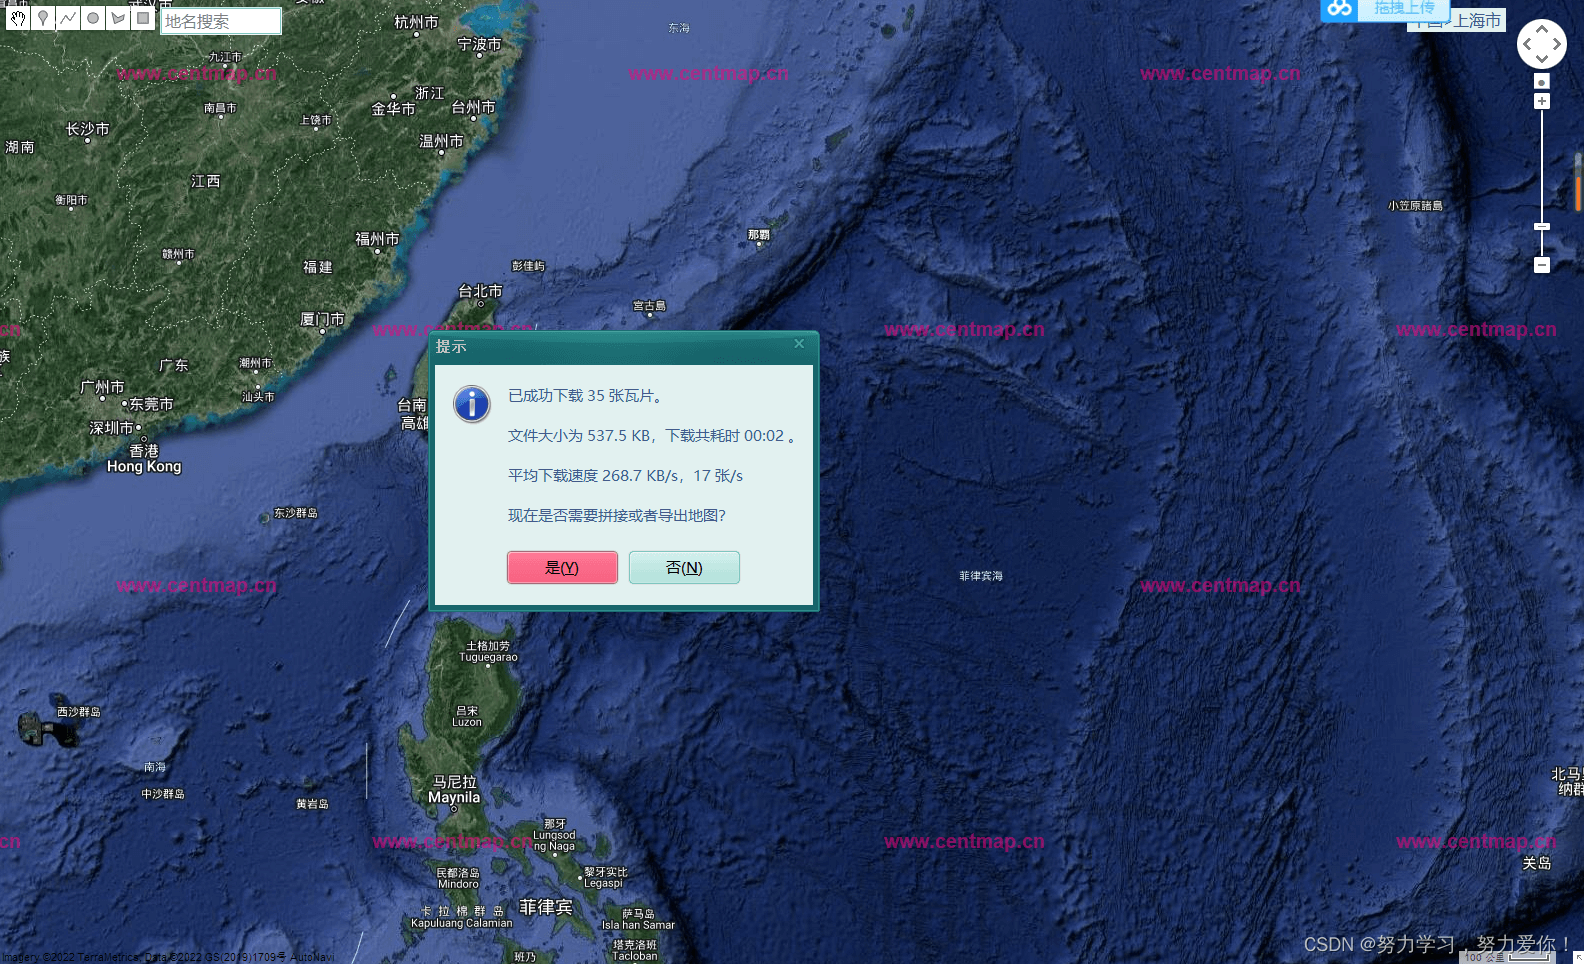 武汉市
地名搜索
拖拽上传
上海市
杭州市
东海
宁波市
九江市
www.centmap.cn
www.centmap.cn
www.centmap.cn
浙江
南昌市
金华市
台州市
上饶市
长沙市
湖南
温州市
江西
衡阳市
小笠原諸島
福州市
那霸
赣州市
福建
彭佳屿
台北市
宮古島
厦门市
cn
www.centmap.cn
www.centmap.cn
www.centmap.cn
提示
族
广东
潮州市
广州市
汕头市
东莞市
台南
高雄
深圳市
香港
Hong Kong
已成功下载 35 张瓦片。
文件大小为 537.5 KB，下载共耗时 00:02 。
平均下载速度 268.7 KB/s，17 张/s
现在是否需要拼接或者导出地图?
是(Y)
否(N)
东沙群岛
菲律宾海
www.centmap.cn
www.centmap.cn
土格加劳
Tuguegarao
吕宋
Luzon
西沙群岛
南海
中沙群岛
黄岩岛
马尼拉
Maynila
北马里
纳群
那牙
Lungsod
ng Naga
cn
www.centmap.cn
www.centmap.cn
www.centmap.cn
关岛
民都洛岛
Mindoro
黎牙实比
Legaspi
卡拉棉群岛
Kapuluang Calamian
菲律宾
萨马岛
Isla han Samar
塔克洛班
Tacloban
班乃
CSDN @努力学习，努力爱你！
Imagery ©2022 TerraMetrics, Data ©2022 GS(2019)1709号 AutoNavi
100 公里